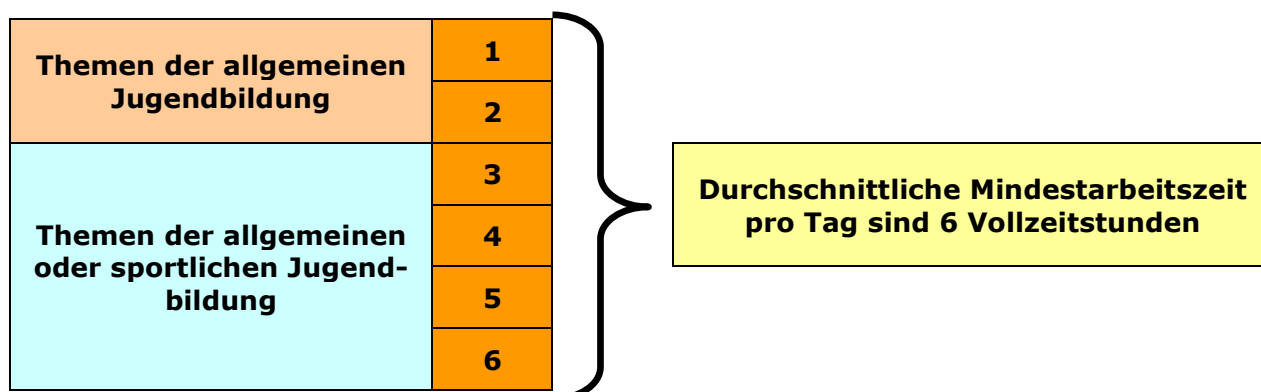 Themen der allgemeinen
Jugendbildung
1
2
Themen der allgemeinen
oder sportlichen Jugend-
bildung
3
4
5
6
Durchschnittliche Mindestarbeitszeit
pro Tag sind 6 Vollzeitstunden